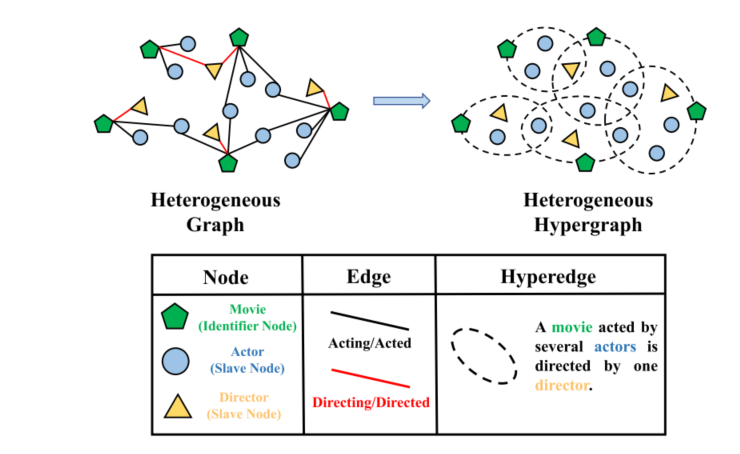 Heterogeneous
Graph
Heterogeneous
Hypergraph
Node
Edge
Hyperedge
Movie
(Identifier Node)
Actor
(Slave Node)
Director
(Slave Node)
Acting/Acted
Directing/Directed
A movie acted by
several actors is
directed by one
director.